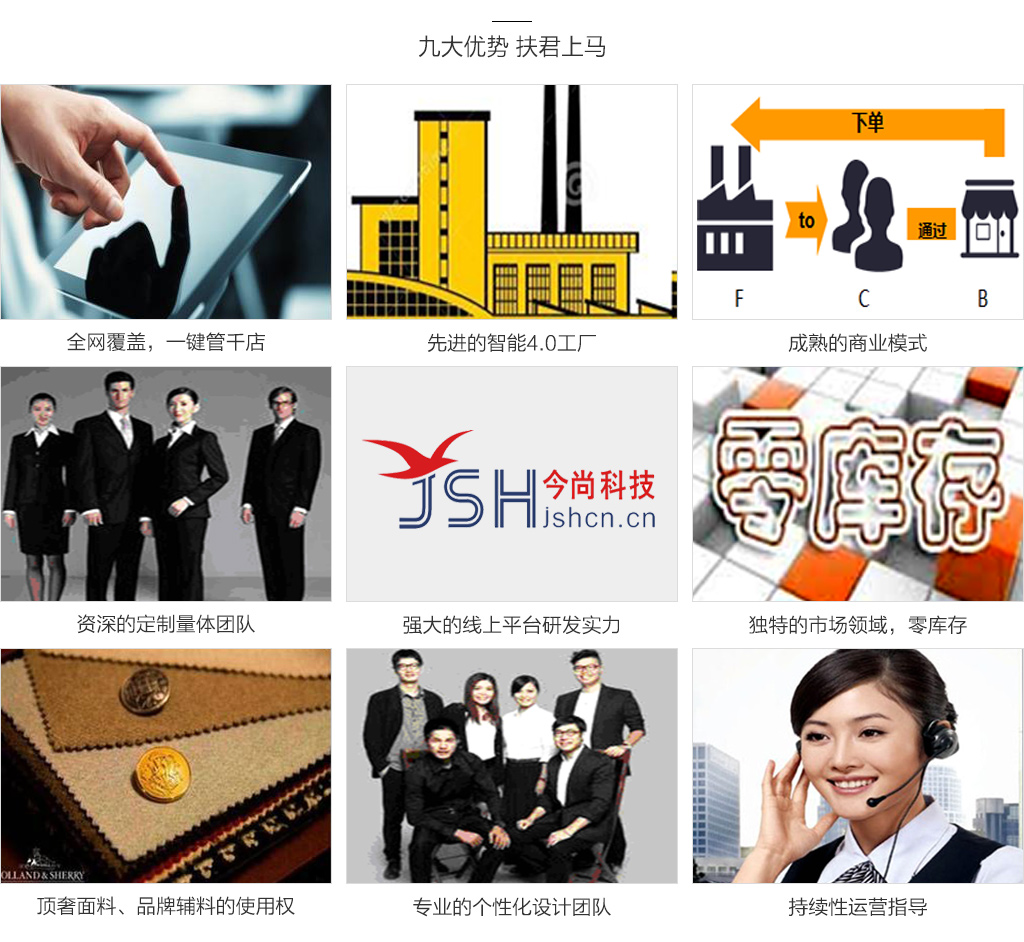 九大优势 扶君上马
下单
to
通过
F
C
B
全网覆盖，一键管千店
先进的智能4.0工厂
成熟的商业模式
JSH
今尚科技
jshcn.cn
零库存
资深的定制量体团队
强大的线上平台研发实力
独特的市场领域，零库存
OLLAND & SHERRY
顶奢面料、品牌辅料的使用权
专业的个性化设计团队
持续性运营指导